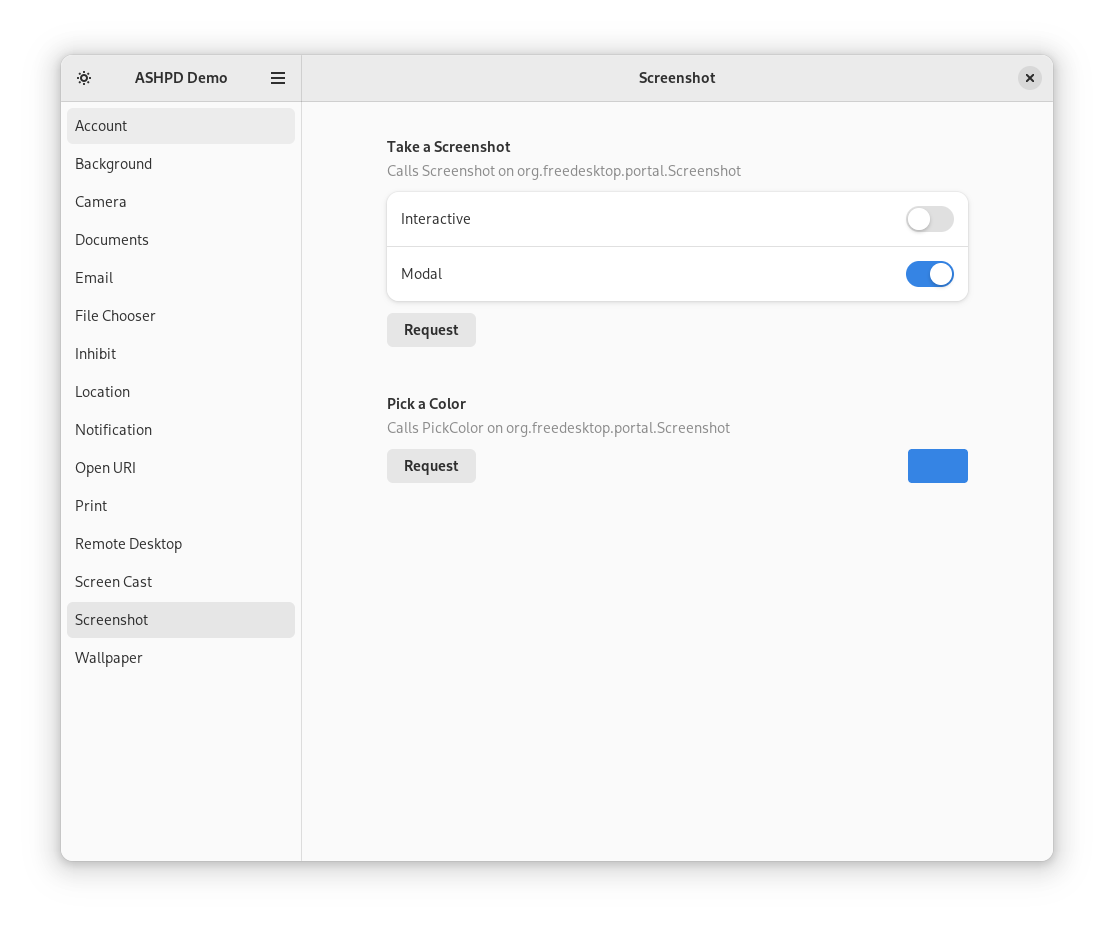 ASHPD Demo
Account
Background
Camera
Documents
Email
File Chooser
Inhibit
Location
Notification
Open URI
Print
Remote Desktop
Screen Cast
Screenshot
Wallpaper
Screenshot
Take a Screenshot
Calls Screenshot on org.freedesktop.portal.Screenshot
Interactive
Modal
Request
Pick a Color
Calls PickColor on org.freedesktop.portal.Screenshot
Request